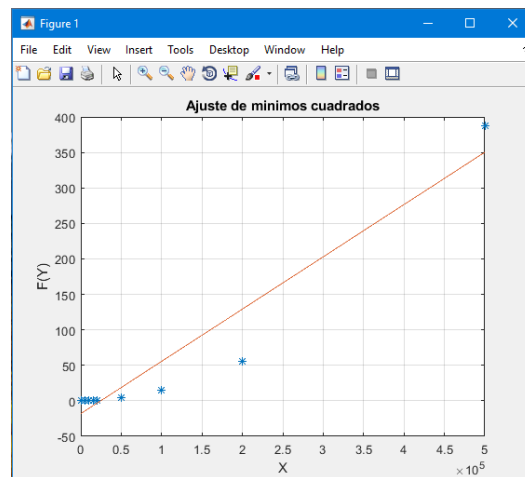 Figure 1
File Edit View Insert Tools Desktop Window Help
Ajuste de minimos cuadrados
400
350
300
250
200
150
100
50
0
-50
F(Y)
0 0.5 1 1.5 2 2.5 3 3.5 4 4.5 5
X
× 10⁵